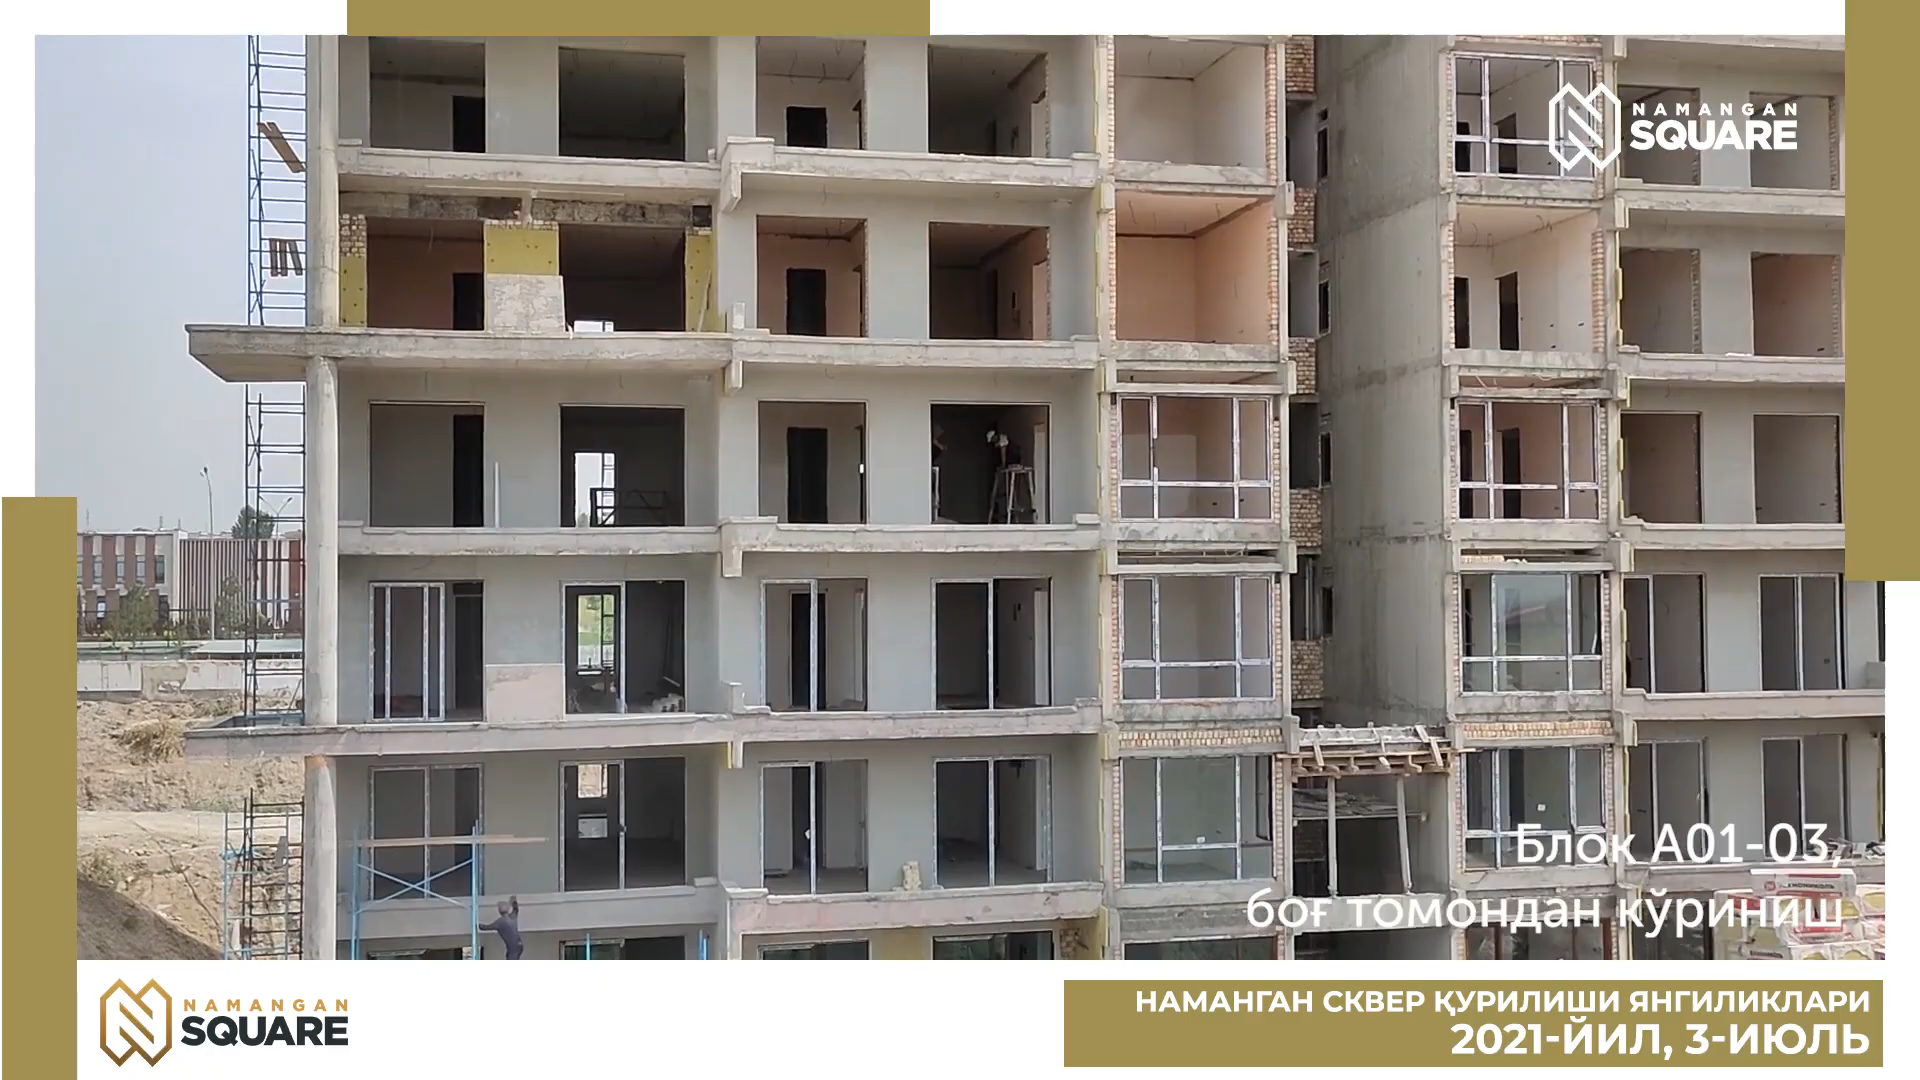 NAMANGAN
SQUARE
Блок А01-03,
боғ томондан кўриниш
NAMANGAN
SQUARE
НАМАНГАН СКВЕР ҚУРИЛИШИ ЯНГИЛИКЛАРИ
2021-ЙИЛ, 3-ИЮЛЬ